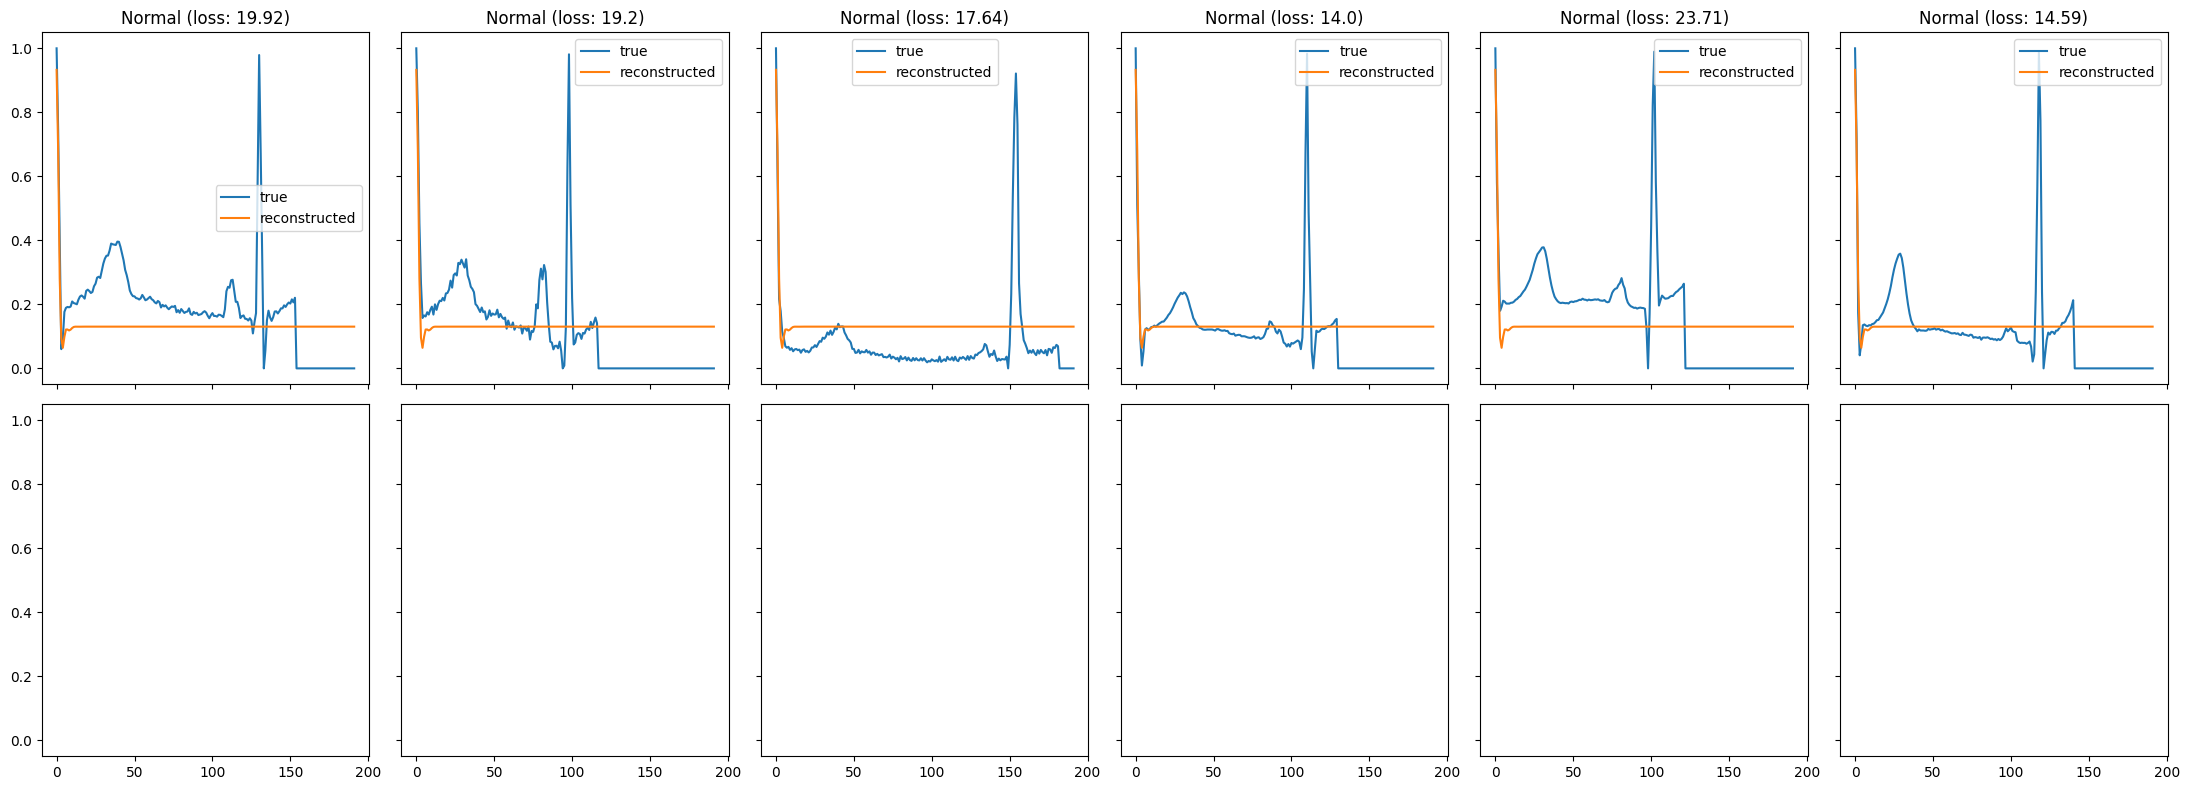 Normal (loss: 19.92)
Normal (loss: 19.2)
Normal (loss: 17.64)
Normal (loss: 14.0)
Normal (loss: 23.71)
Normal (loss: 14.59)
1.0
0.8
0.6
0.4
0.2
0.0
true
reconstructed
true
reconstructed
true
reconstructed
true
reconstructed
true
reconstructed
true
reconstructed
1.0
0.8
0.6
0.4
0.2
0.0
0 50 100 150 200
0 50 100 150 200
0 50 100 150 200
0 50 100 150 200
0 50 100 150 200
0 50 100 150 200